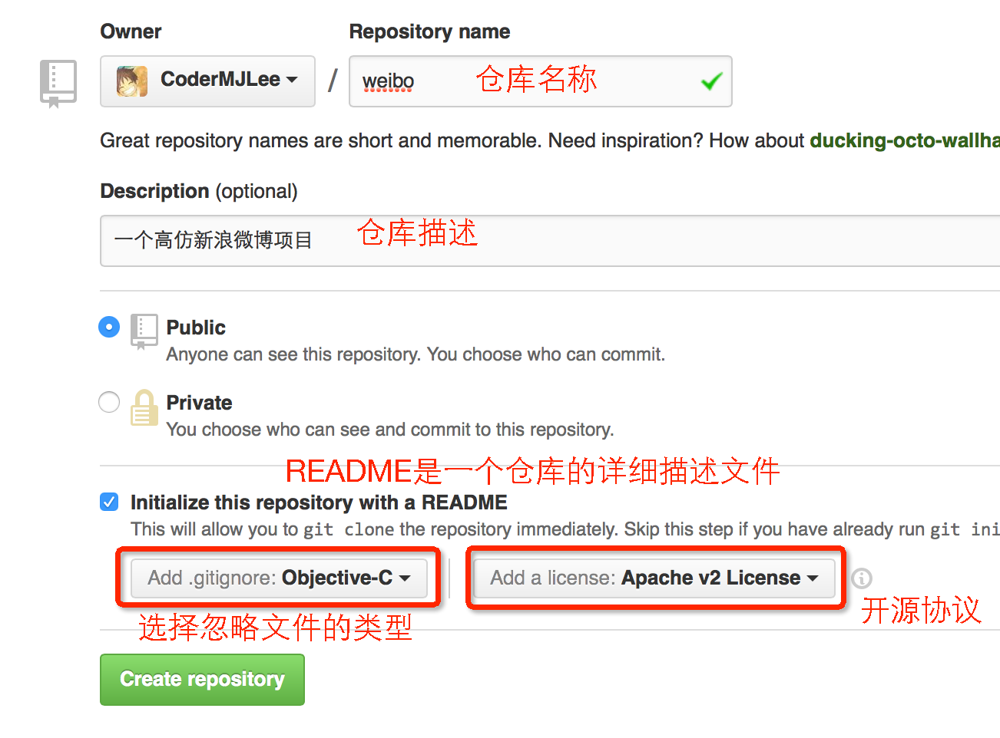 Owner Repository name
CoderMJLee / weibo 仓库名称
Great repository names are short and memorable. Need inspiration? How about ducking-octo-wallha
Description (optional)
一个高仿新浪微博项目 仓库描述
Public
Anyone can see this repository. You choose who can commit.
Private
You choose who can see and commit to this repository.
README是一个仓库的详细描述文件
Initialize this repository with a README
This will allow you to git clone the repository immediately. Skip this step if you have already run git ini
Add .gitignore: Objective-C Add a license: Apache v2 License
选择忽略文件的类型 开源协议
Create repository